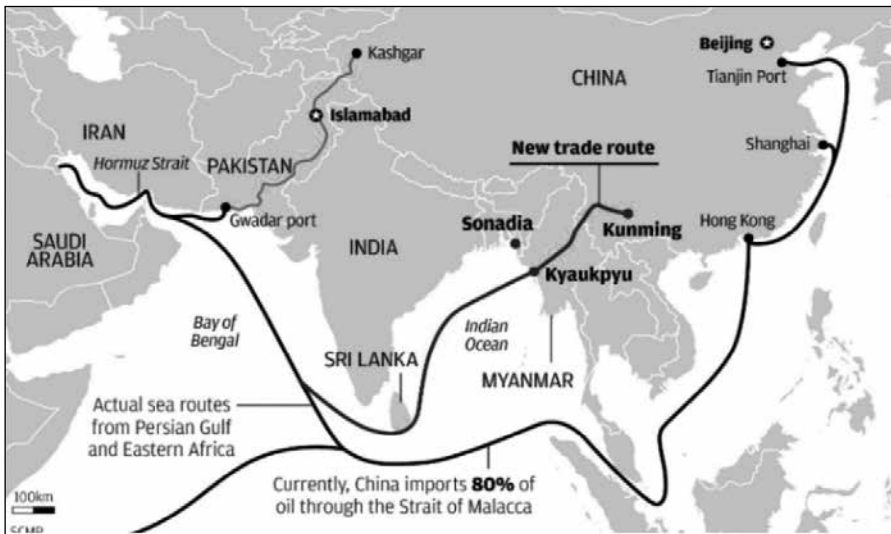 Kashgar
Beijing
CHINA
Tianjin Port
Islamabad
IRAN
Hormuz Strait
PAKISTAN
New trade route
Shanghai
Gwadar port
Sonadia
Kunming
Hong Kong
SAUDI
ARABIA
INDIA
Kyaukpyu
Bay of
Bengal
Indian
Ocean
SRI LANKA
MYANMAR
Actual sea routes
from Persian Gulf
and Eastern Africa
Currently, China imports 80% of
oil through the Strait of Malacca
100km
SCMP